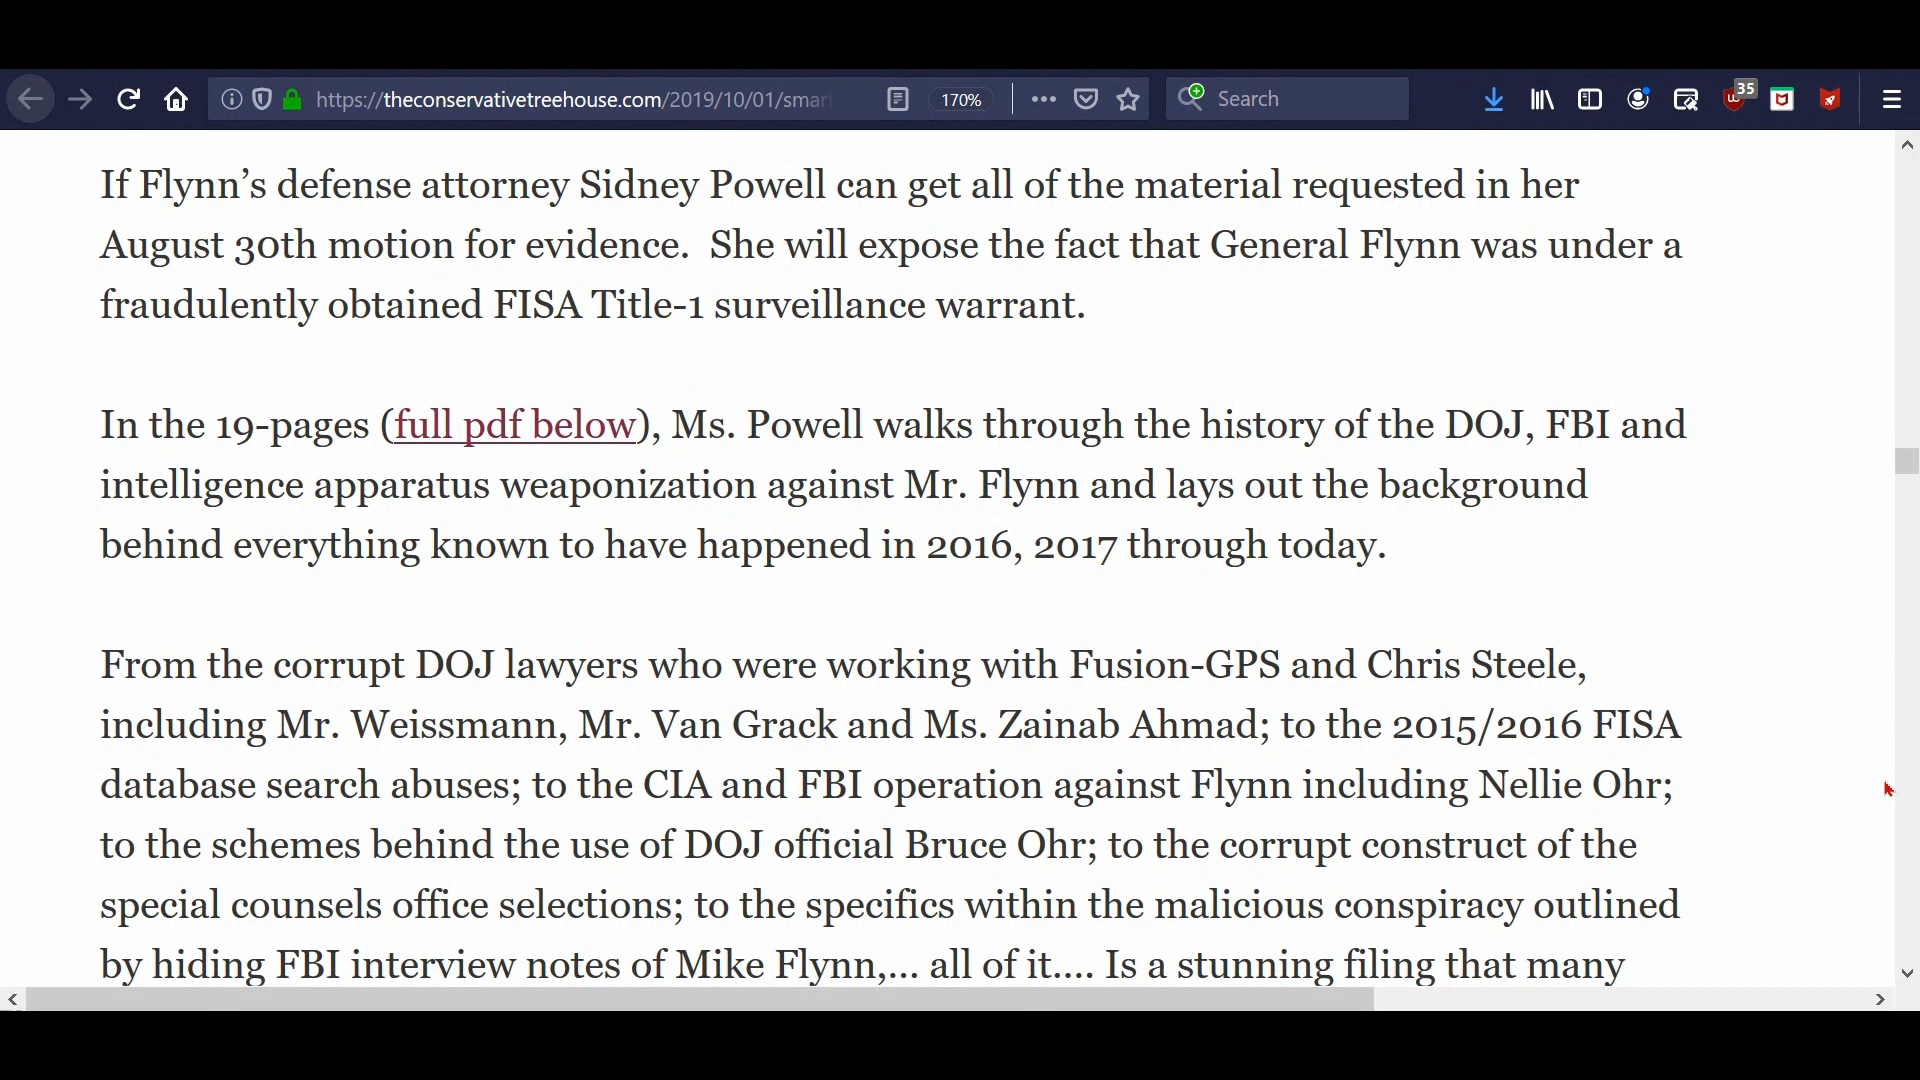 https://theconservativetreehouse.com/2019/10/01/smar
170%
Search
35
If Flynn’s defense attorney Sidney Powell can get all of the material requested in her
August 30th motion for evidence.  She will expose the fact that General Flynn was under a
fraudulently obtained FISA Title-1 surveillance warrant.
In the 19-pages (full pdf below), Ms. Powell walks through the history of the DOJ, FBI and
intelligence apparatus weaponization against Mr. Flynn and lays out the background
behind everything known to have happened in 2016, 2017 through today.
From the corrupt DOJ lawyers who were working with Fusion-GPS and Chris Steele,
including Mr. Weissmann, Mr. Van Grack and Ms. Zainab Ahmad; to the 2015/2016 FISA
database search abuses; to the CIA and FBI operation against Flynn including Nellie Ohr;
to the schemes behind the use of DOJ official Bruce Ohr; to the corrupt construct of the
special counsels office selections; to the specifics within the malicious conspiracy outlined
by hiding FBI interview notes of Mike Flynn,… all of it…. Is a stunning filing that many